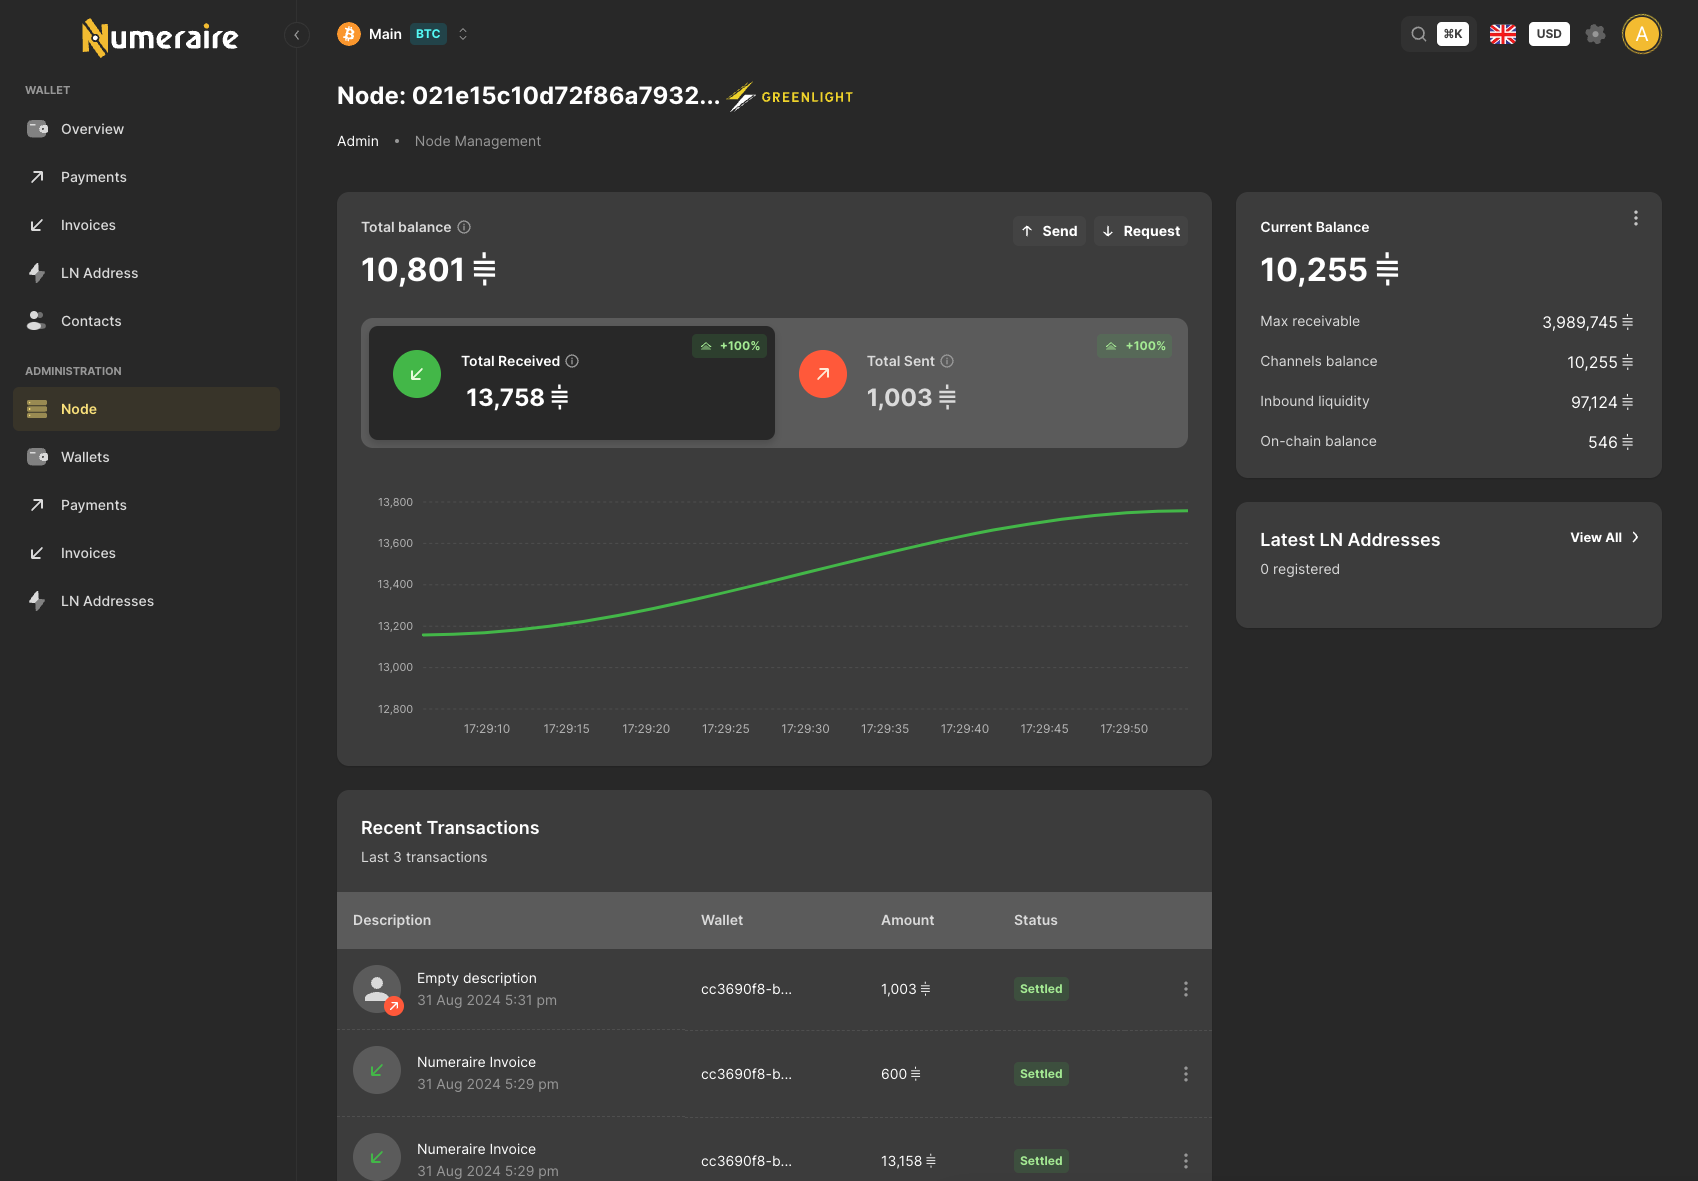 Numeraire
Main BTC
⌘K
USD
A
WALLET
Overview
Payments
Invoices
LN Address
Contacts
ADMINISTRATION
Node
Wallets
Payments
Invoices
LN Addresses
Node: 021e15c10d72f86a7932... GREENLIGHT
Admin • Node Management
Total balance
10,801
Send
Request
Total Received
+100%
13,758
Total Sent
+100%
1,003
13,800
13,600
13,400
13,200
13,000
12,800
17:29:10 17:29:15 17:29:20 17:29:25 17:29:30 17:29:35 17:29:40 17:29:45 17:29:50
Current Balance
10,255
Max receivable 3,989,745
Channels balance 10,255
Inbound liquidity 97,124
On-chain balance 546
Latest LN Addresses
View All
0 registered
Recent Transactions
Last 3 transactions
Description Wallet Amount Status
Empty description
31 Aug 2024 5:31 pm
cc3690f8-b... 1,003 Settled
Numeraire Invoice
31 Aug 2024 5:29 pm
cc3690f8-b... 600 Settled
Numeraire Invoice
31 Aug 2024 5:29 pm
cc3690f8-b... 13,158 Settled